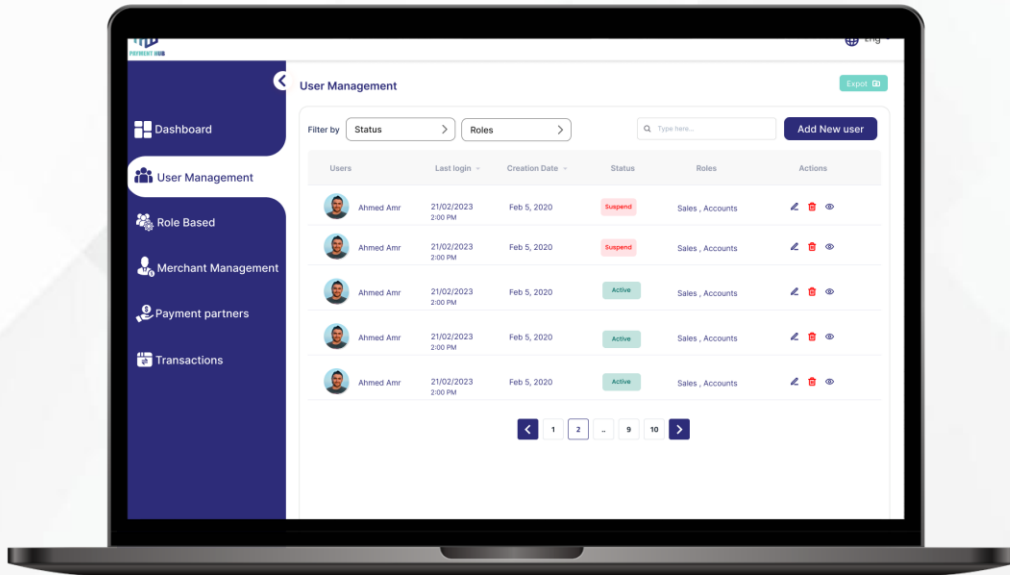 PAYMENT HUB
Eng
User Management
Expot
Dashboard
User Management
Role Based
Merchant Management
Payment partners
Transactions
Filter by Status Roles Type here... Add New user
Users Last login Creation Date Status Roles Actions
Ahmed Amr 21/02/2023 Feb 5, 2020 Suspend Sales , Accounts
2:00 PM
Ahmed Amr 21/02/2023 Feb 5, 2020 Suspend Sales , Accounts
2:00 PM
Ahmed Amr 21/02/2023 Feb 5, 2020 Active Sales , Accounts
2:00 PM
Ahmed Amr 21/02/2023 Feb 5, 2020 Active Sales , Accounts
2:00 PM
Ahmed Amr 21/02/2023 Feb 5, 2020 Active Sales , Accounts
2:00 PM
1 2 .. 9 10